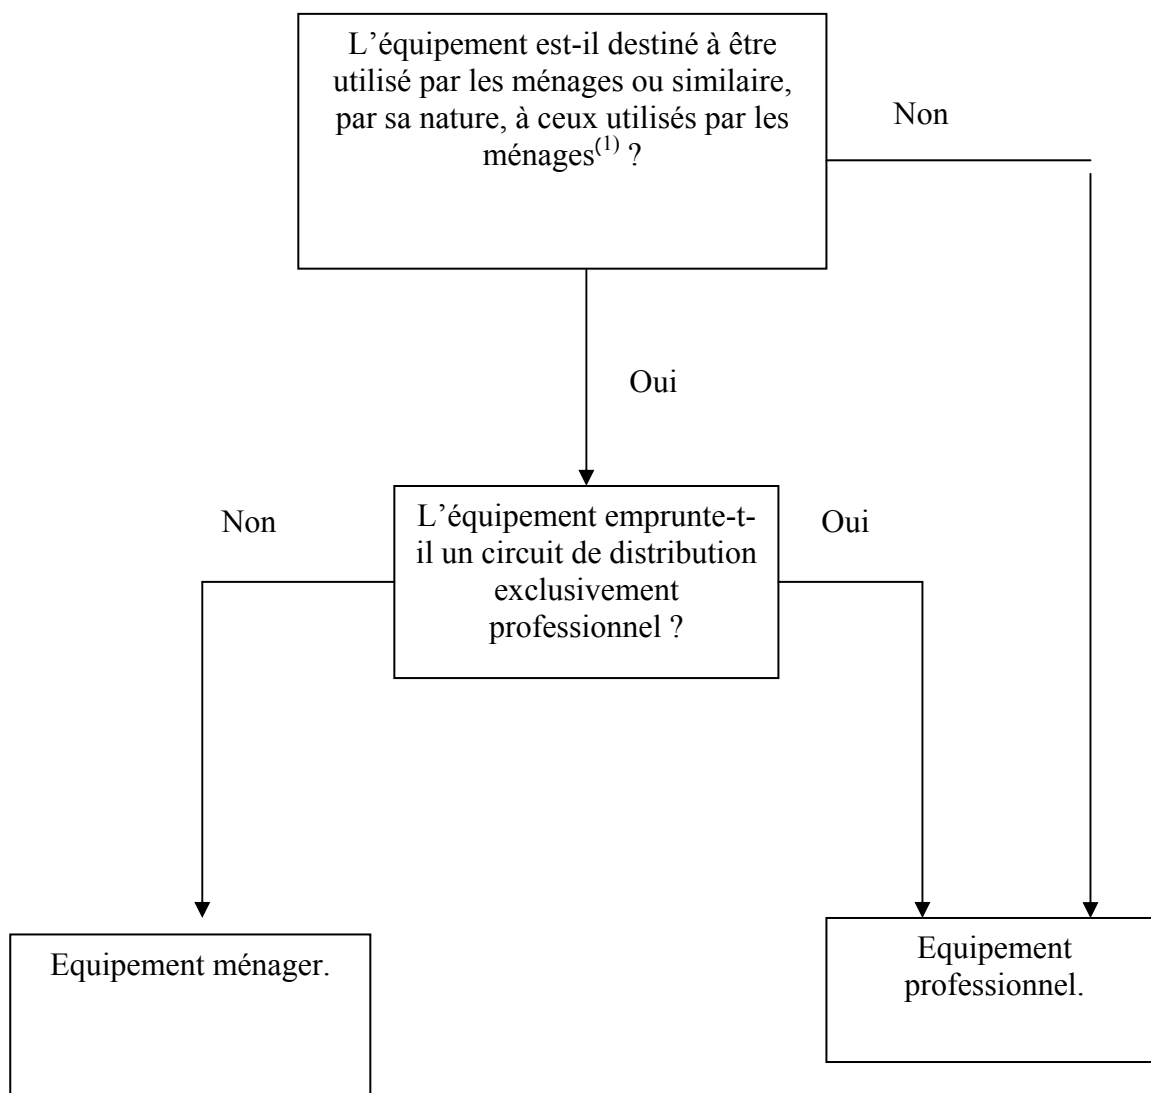 L’équipement est-il destiné à être
utilisé par les ménages ou similaire,
par sa nature, à ceux utilisés par les
ménages(1) ?
Non
Oui
Non
L’équipement emprunte-t-
il un circuit de distribution
exclusivement
professionnel ?
Oui
Equipement ménager.
Equipement
professionnel.